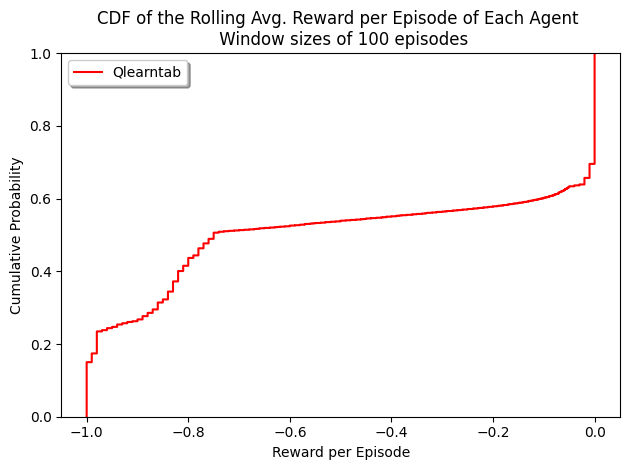 CDF of the Rolling Avg. Reward per Episode of Each Agent
Window sizes of 100 episodes
Qlearntab
1.0
0.8
0.6
0.4
0.2
0.0
Cumulative Probability
−1.0 −0.8 −0.6 −0.4 −0.2 0.0
Reward per Episode